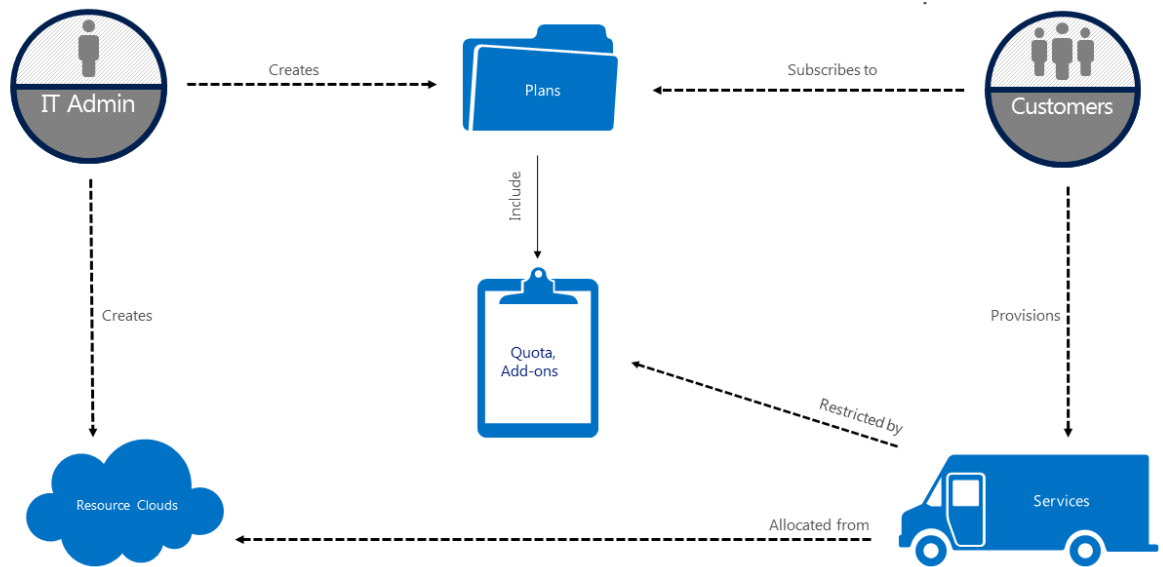 Creates
Subscribes to
Plans
IT Admin
Customers
Include
Creates
Provisions
Quota,
Add-ons
Restricted by
Resource Clouds
Services
Allocated from